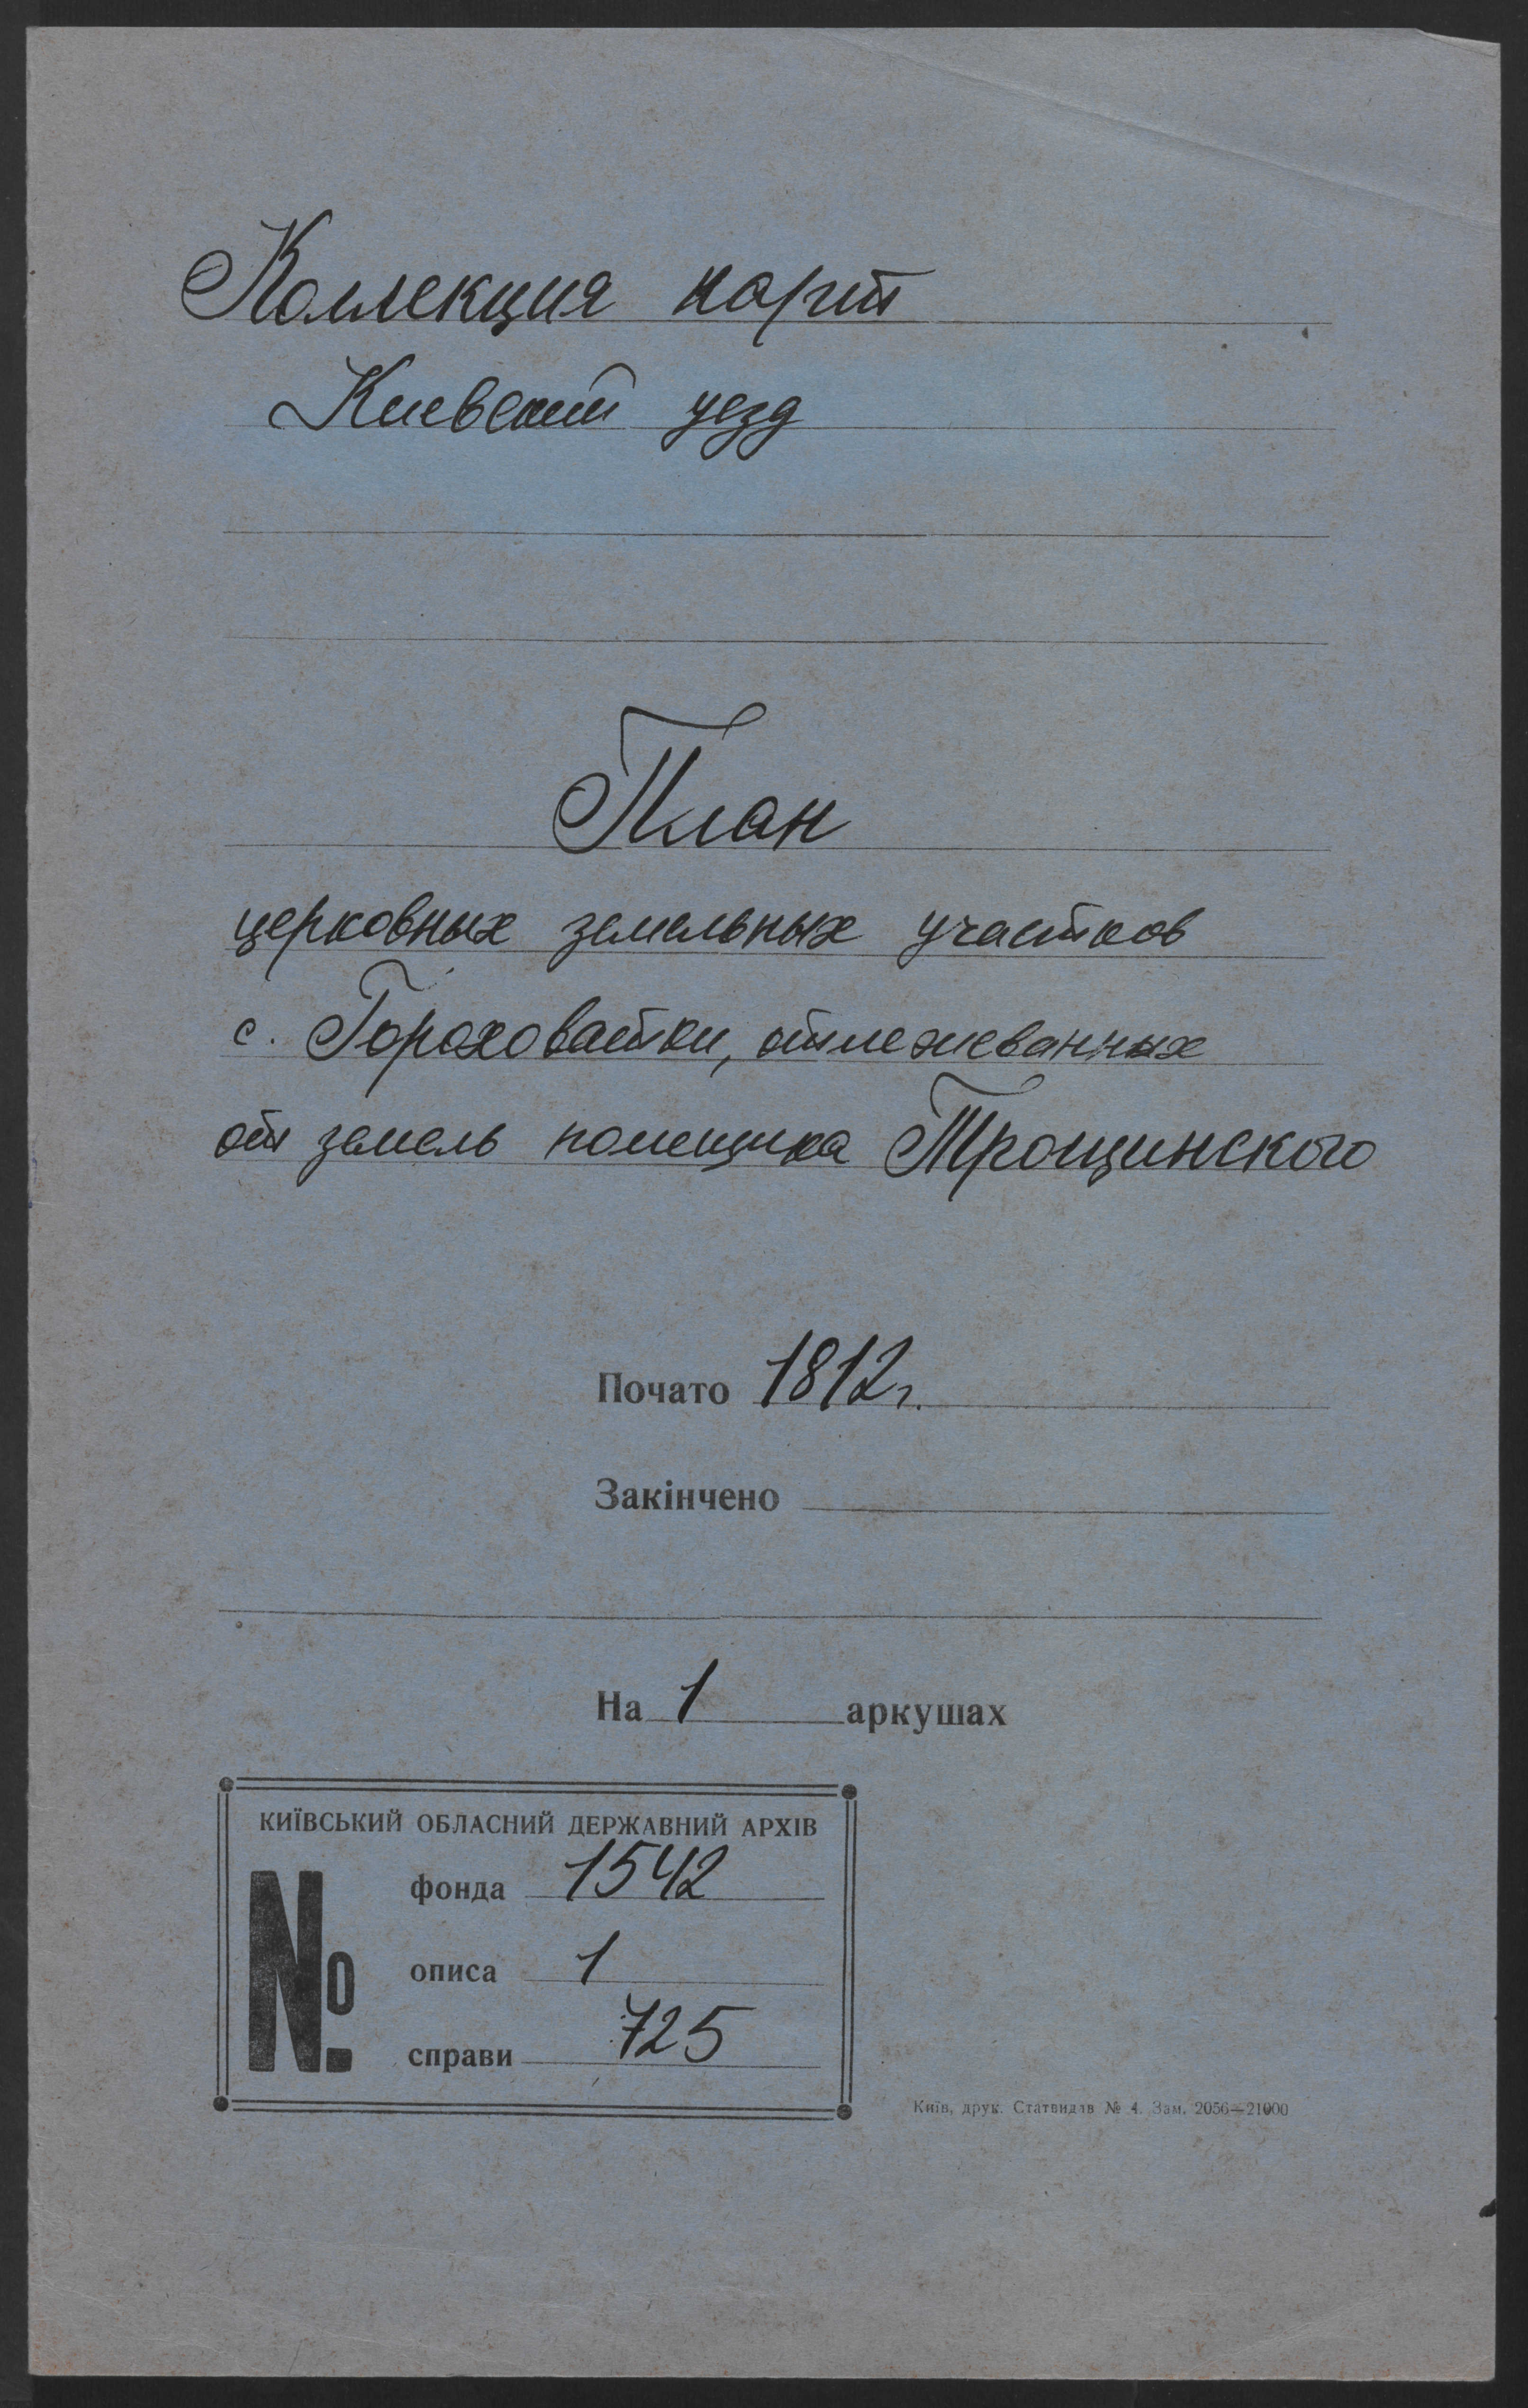 Коллекция карт
Киевский уезд
План
церковных земельных участков
с. Гороховатки, отмежеванных
от земель помещика Трощинского
Почато 1812 г.
Закінчено
На 1 аркушах
КИЇВСЬКИЙ ОБЛАСНИЙ ДЕРЖАВНИЙ АРХІВ
№
фонда 1542
описа 1
справи 725
Київ, друк. Статвидав № 4. Зам. 2056—21000